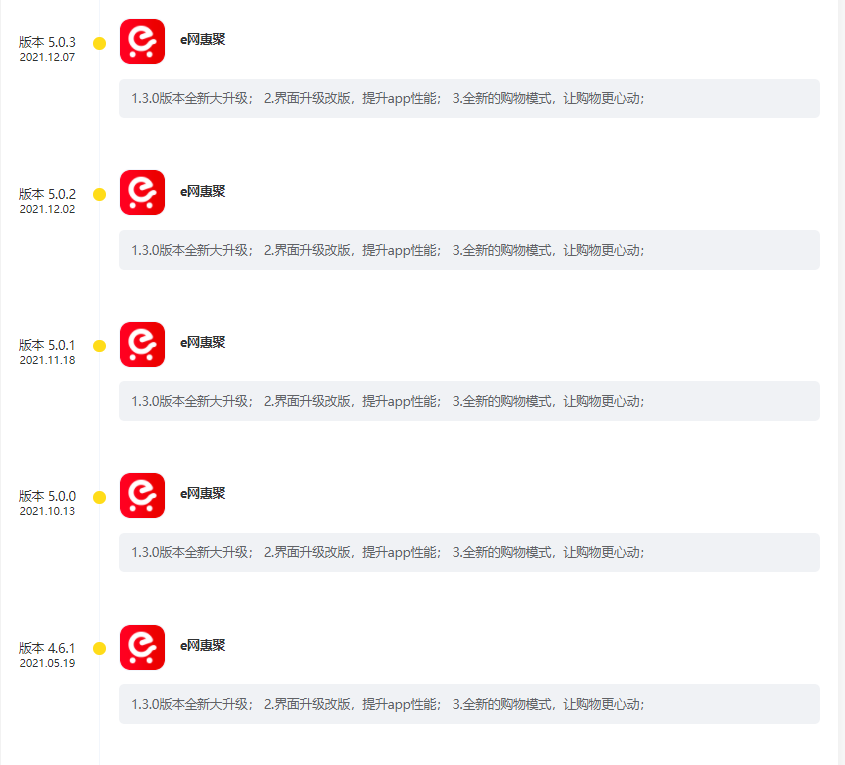 版本 5.0.3
2021.12.07
e网惠聚
1.3.0版本全新大升级； 2.界面升级改版，提升app性能； 3.全新的购物模式，让购物更心动；
版本 5.0.2
2021.12.02
e网惠聚
1.3.0版本全新大升级； 2.界面升级改版，提升app性能； 3.全新的购物模式，让购物更心动；
版本 5.0.1
2021.11.18
e网惠聚
1.3.0版本全新大升级； 2.界面升级改版，提升app性能； 3.全新的购物模式，让购物更心动；
版本 5.0.0
2021.10.13
e网惠聚
1.3.0版本全新大升级； 2.界面升级改版，提升app性能； 3.全新的购物模式，让购物更心动；
版本 4.6.1
2021.05.19
e网惠聚
1.3.0版本全新大升级； 2.界面升级改版，提升app性能； 3.全新的购物模式，让购物更心动；